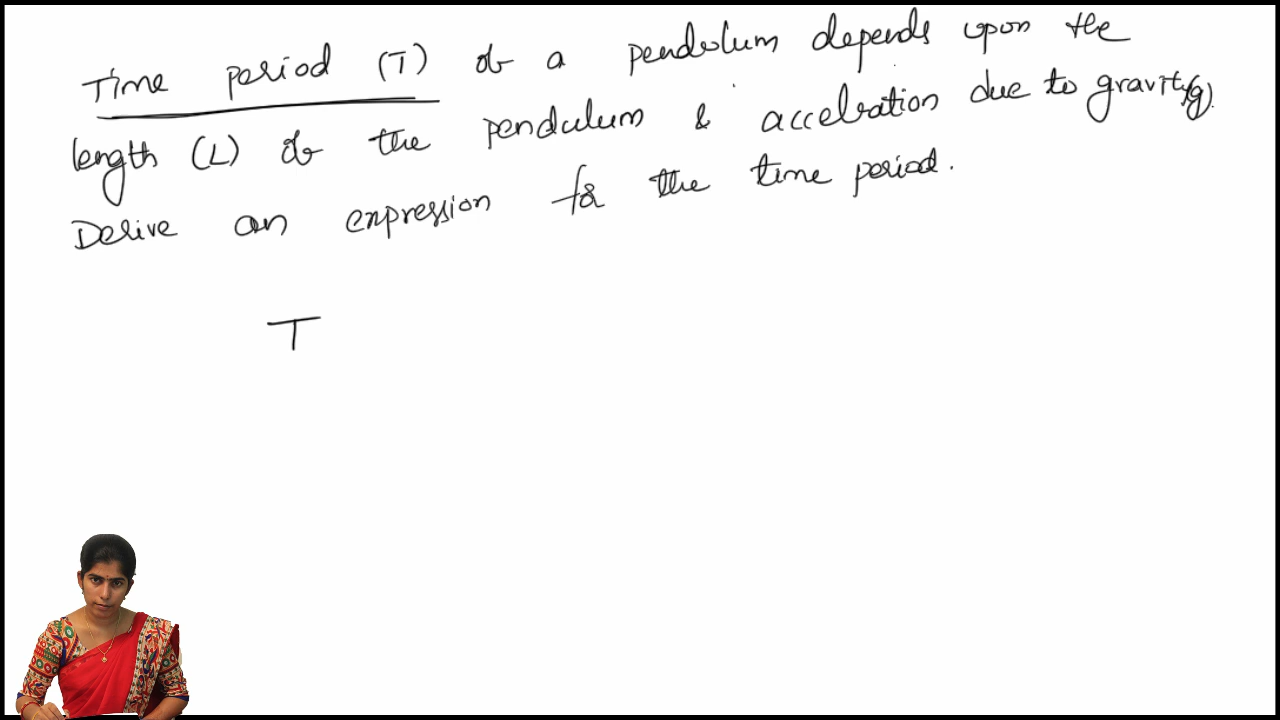 Time period (T) of a pendulum depends upon the
length (L) of the pendulum & accelration due to gravity (g).
Derive an expression for the time period.
T